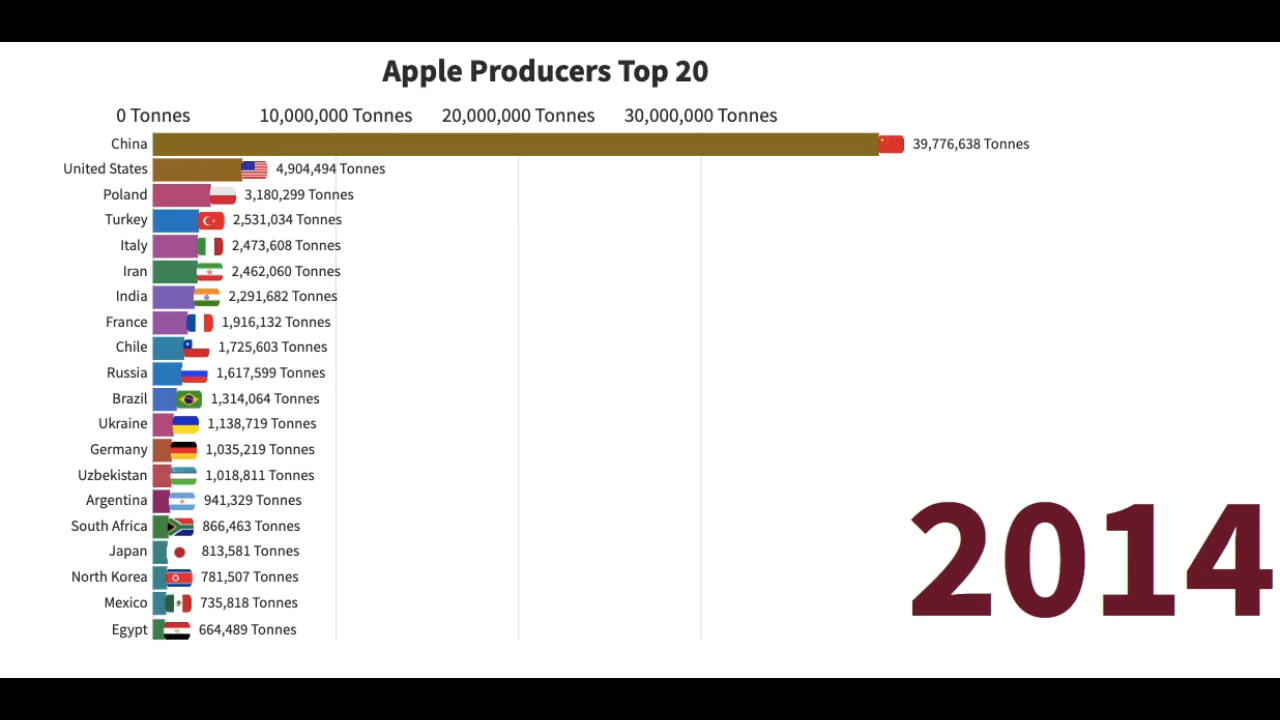 Apple Producers Top 20
0 Tonnes 10,000,000 Tonnes 20,000,000 Tonnes 30,000,000 Tonnes
China 39,776,638 Tonnes
United States 4,904,494 Tonnes
Poland 3,180,299 Tonnes
Turkey 2,531,034 Tonnes
Italy 2,473,608 Tonnes
Iran 2,462,060 Tonnes
India 2,291,682 Tonnes
France 1,916,132 Tonnes
Chile 1,725,603 Tonnes
Russia 1,617,599 Tonnes
Brazil 1,314,064 Tonnes
Ukraine 1,138,719 Tonnes
Germany 1,035,219 Tonnes
Uzbekistan 1,018,811 Tonnes
Argentina 941,329 Tonnes
South Africa 866,463 Tonnes
Japan 813,581 Tonnes
North Korea 781,507 Tonnes
Mexico 735,818 Tonnes
Egypt 664,489 Tonnes
2014